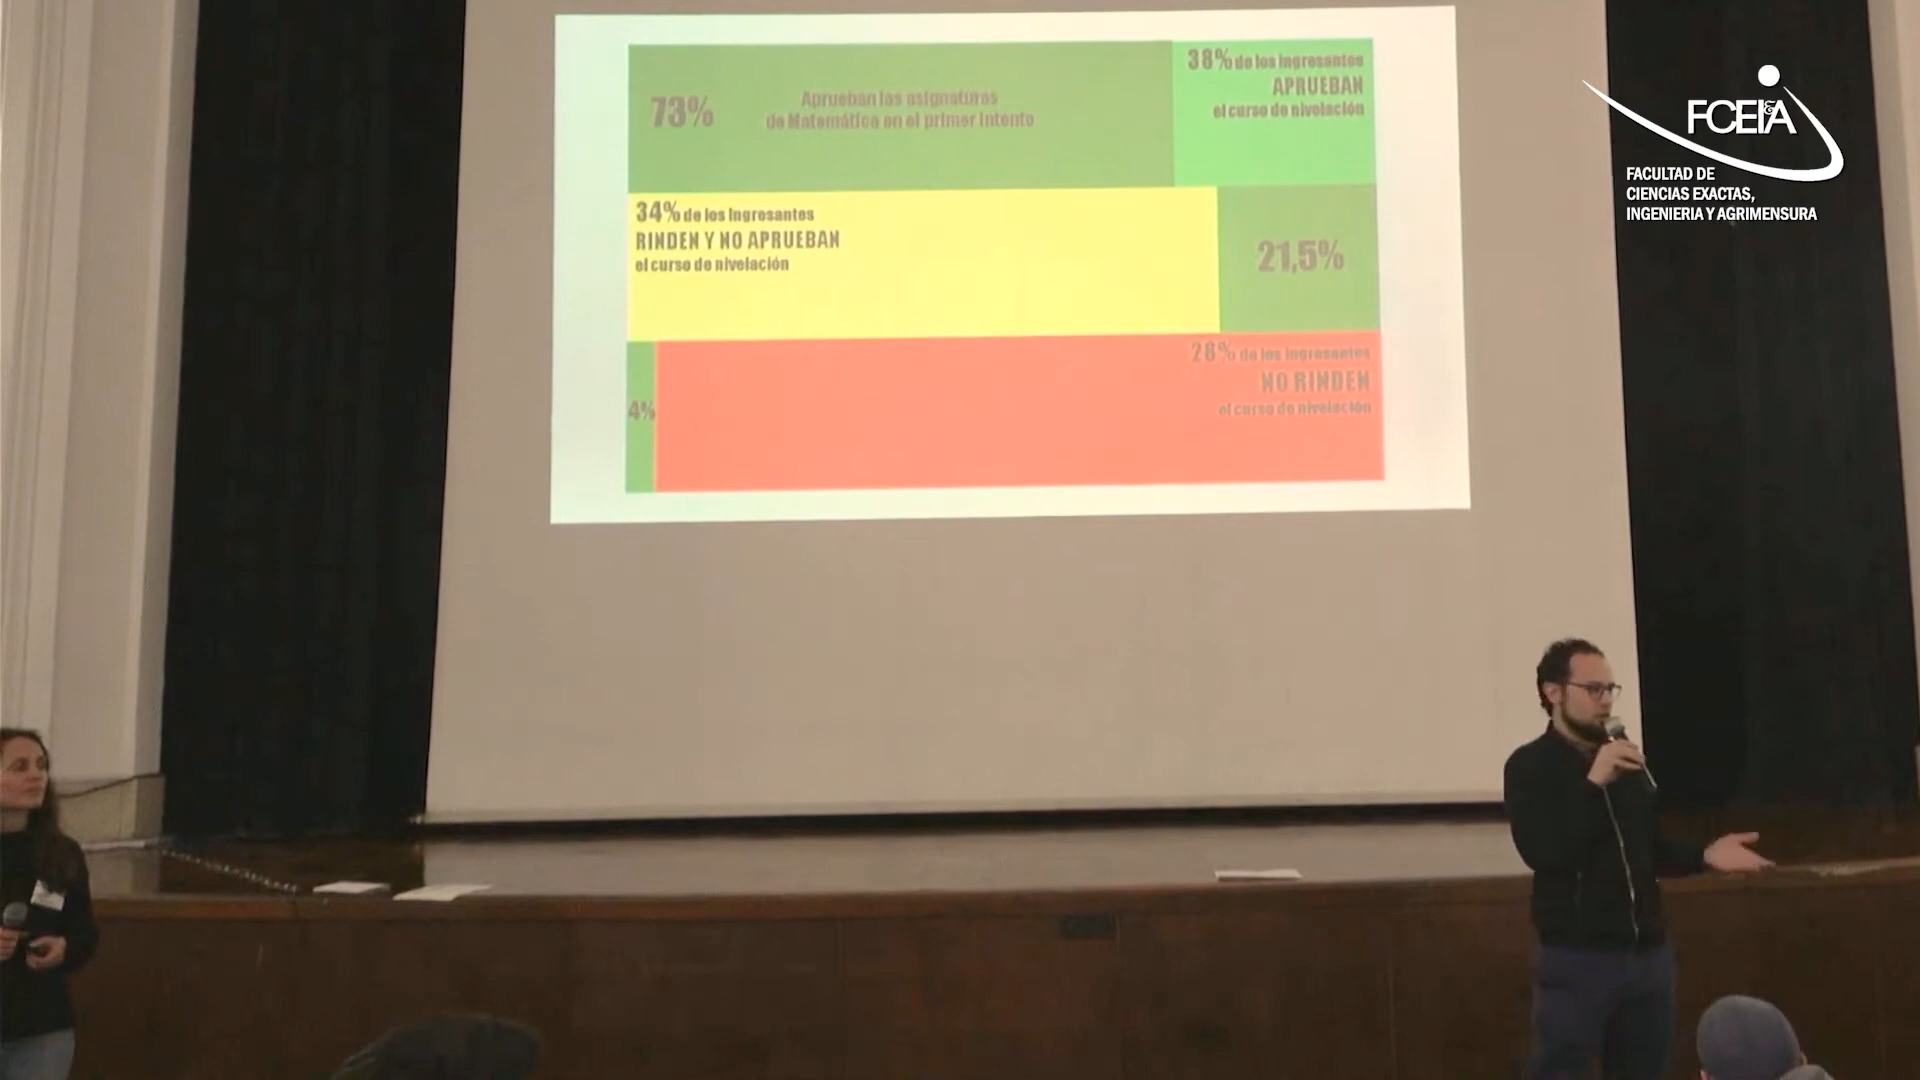 73%
Aprueban las asignaturas
de Matemática en el primer intento
38% de los ingresantes
APRUEBAN
el curso de nivelación
34% de los ingresantes
RINDEN Y NO APRUEBAN
el curso de nivelación
21,5%
4%
28% de los ingresantes
NO RINDEN
el curso de nivelación
FCEI&A
FACULTAD DE
CIENCIAS EXACTAS,
INGENIERIA Y AGRIMENSURA